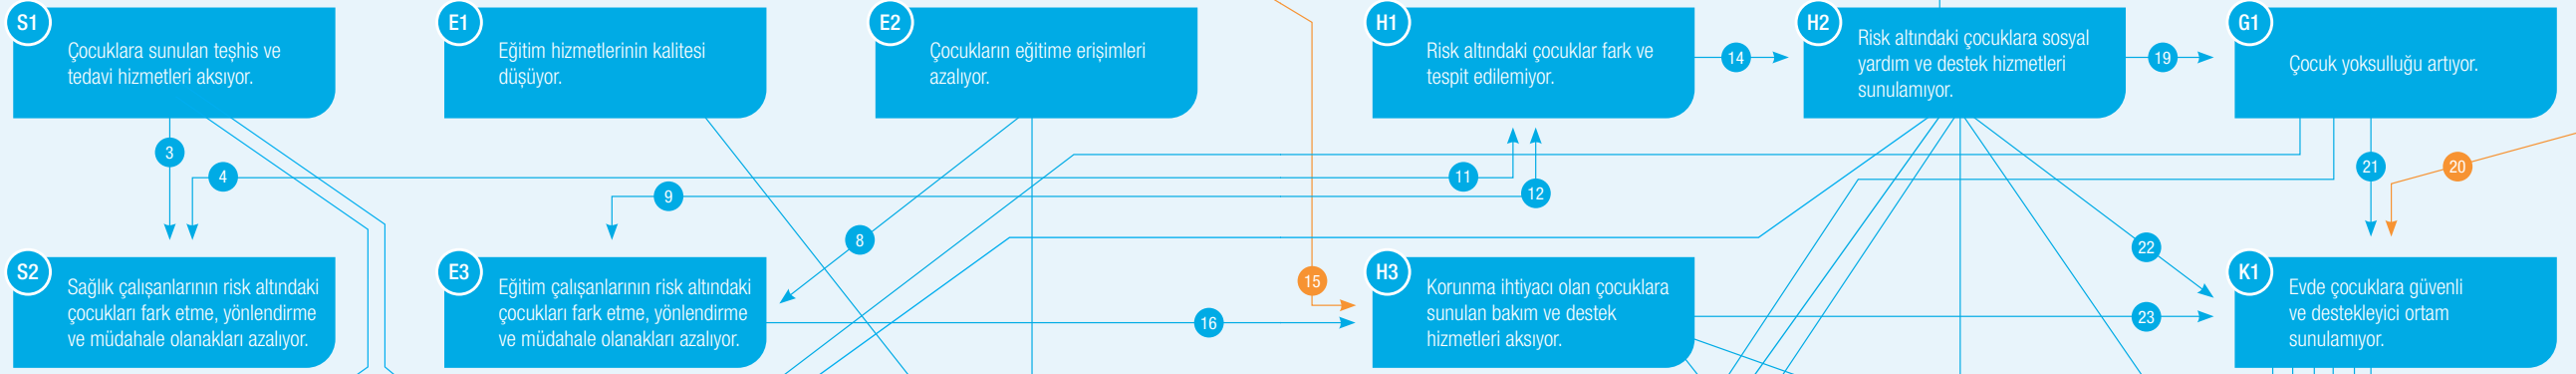 S1
Çocuklara sunulan teşhis ve
tedavi hizmetleri aksıyor.
E1
Eğitim hizmetlerinin kalitesi
düşüyor.
E2
Çocukların eğitime erişimleri
azalıyor.
H1
Risk altındaki çocuklar fark ve
tespit edilemiyor.
14
H2
Risk altındaki çocuklara sosyal
yardım ve destek hizmetleri
sunulamıyor.
19
G1
Çocuk yoksulluğu artıyor.
3
4
9
11
12
8
15
16
21
20
22
23
S2
Sağlık çalışanlarının risk altındaki
çocukları fark etme, yönlendirme
ve müdahale olanakları azalıyor.
E3
Eğitim çalışanlarının risk altındaki
çocukları fark etme, yönlendirme
ve müdahale olanakları azalıyor.
H3
Korunma ihtiyacı olan çocuklara
sunulan bakım ve destek
hizmetleri aksıyor.
K1
Evde çocuklara güvenli
ve destekleyici ortam
sunulamıyor.